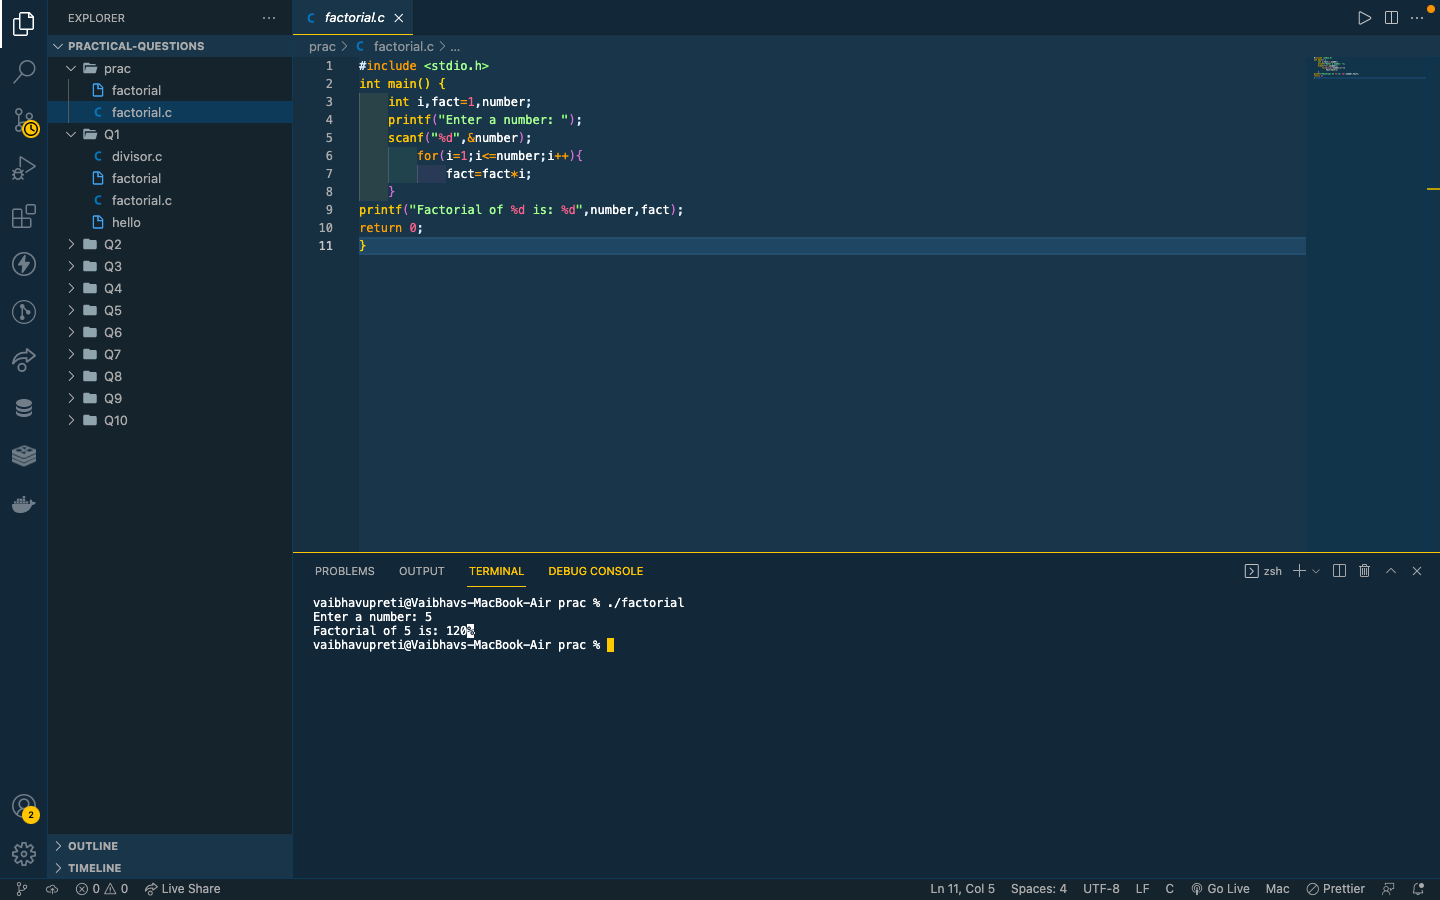 EXPLORER
PRACTICAL-QUESTIONS
prac
factorial
C factorial.c
Q1
C divisor.c
factorial
C factorial.c
hello
Q2
Q3
Q4
Q5
Q6
Q7
Q8
Q9
Q10
OUTLINE
TIMELINE
2
C factorial.c
prac > C factorial.c > ...
1 #include <stdio.h>
2 int main() {
3 int i,fact=1,number;
4 printf("Enter a number: ");
5 scanf("%d",&number);
6 for(i=1;i<=number;i++){
7 fact=fact*i;
8 }
9 printf("Factorial of %d is: %d",number,fact);
10 return 0;
11 }
PROBLEMS OUTPUT TERMINAL DEBUG CONSOLE
zsh
vaibhavupreti@Vaibhavs-MacBook-Air prac % ./factorial
Enter a number: 5
Factorial of 5 is: 120%
vaibhavupreti@Vaibhavs-MacBook-Air prac %
0 0 Live Share Ln 11, Col 5 Spaces: 4 UTF-8 LF C Go Live Mac Prettier